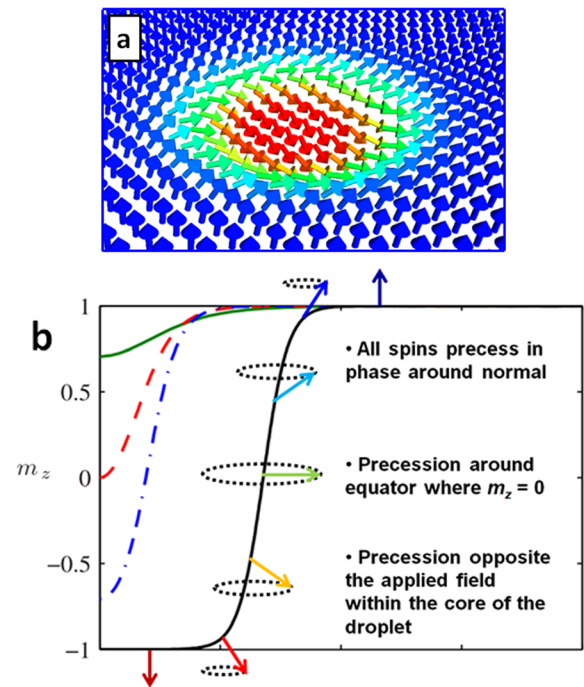 a
b
1
0.5
0
−0.5
−1
m z
• All spins precess in
phase around normal
• Precession around
equator where mz = 0
• Precession opposite
the applied field
within the core of the
droplet